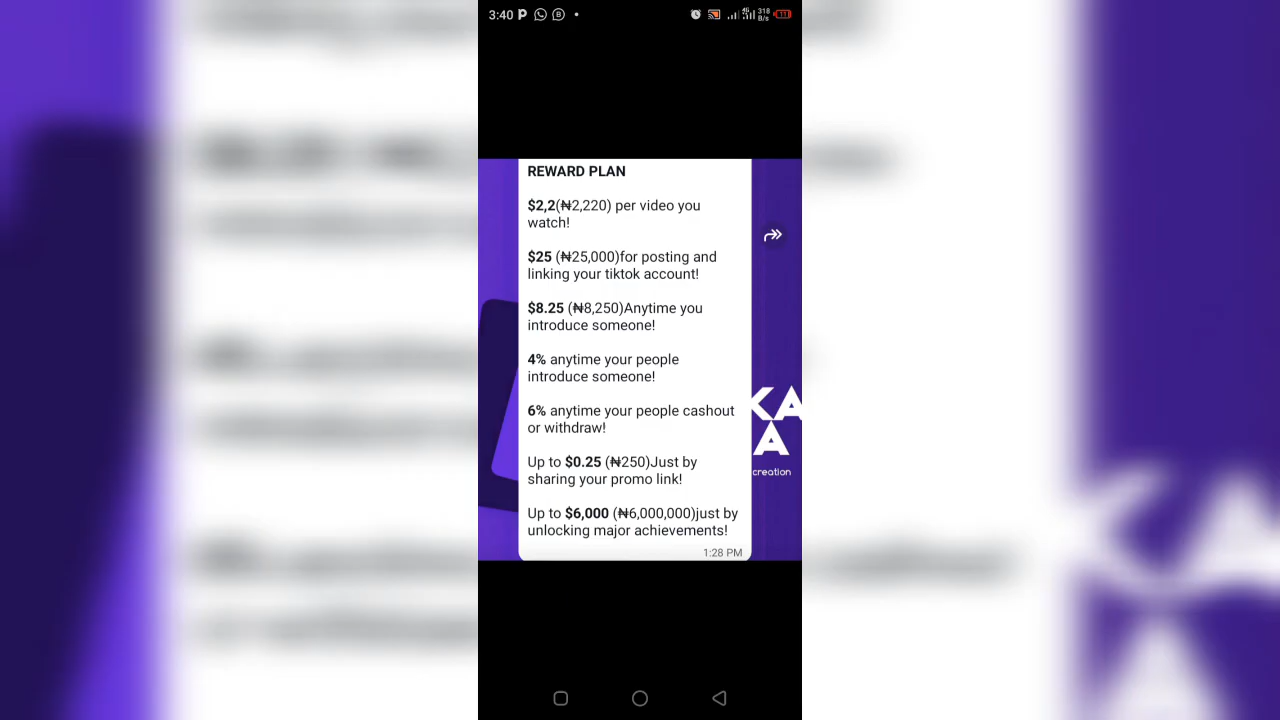 3:40
318
B/s
11
REWARD PLAN
$2,2(₦2,220) per video you
watch!
$25 (₦25,000)for posting and
linking your tiktok account!
$8.25 (₦8,250)Anytime you
introduce someone!
4% anytime your people
introduce someone!
6% anytime your people cashout
or withdraw!
Up to $0.25 (₦250)Just by
sharing your promo link!
Up to $6,000 (₦6,000,000)just by
unlocking major achievements!
1:28 PM
KA
A
creation